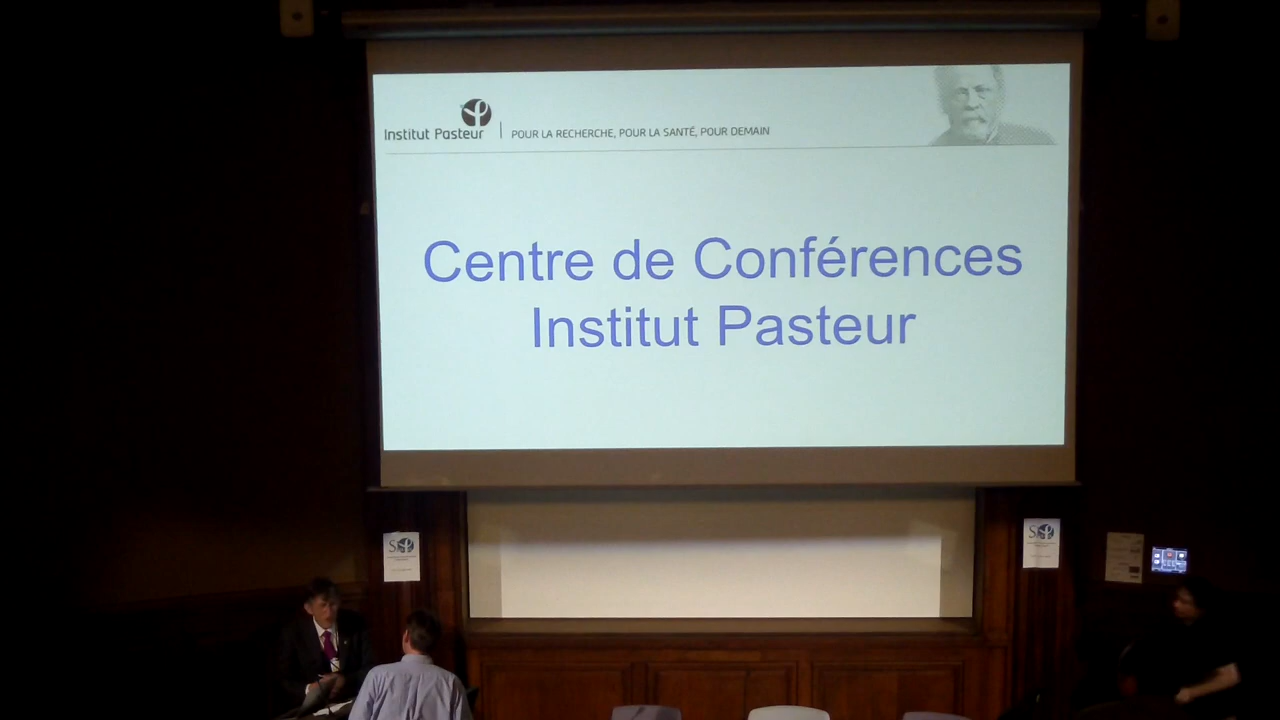 Institut Pasteur
POUR LA RECHERCHE, POUR LA SANTÉ, POUR DEMAIN
Centre de Conférences
Institut Pasteur